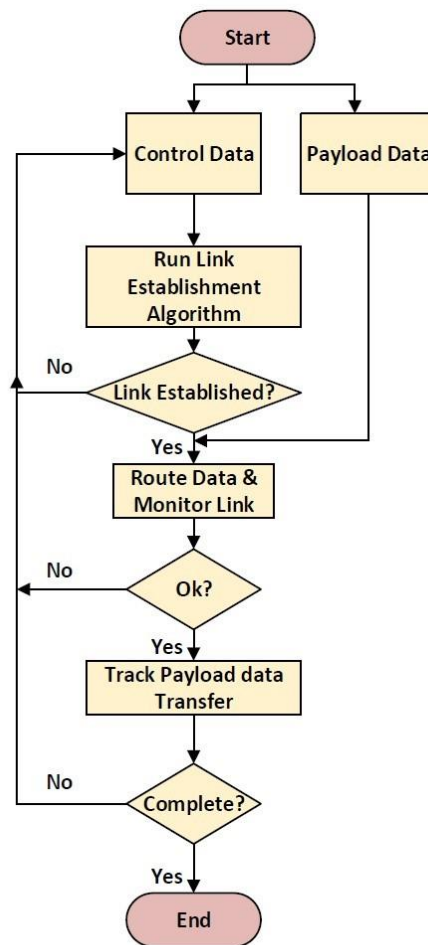 Start
Control Data
Payload Data
Run Link
Establishment
Algorithm
No
Link Established?
Yes
Route Data &
Monitor Link
No
Ok?
Yes
Track Payload data
Transfer
No
Complete?
Yes
End